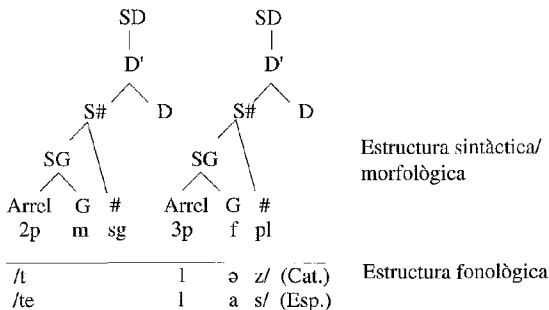 SD SD
D' D'
S# D S# D
SG SG Estructura sintàctica/
morfològica
Arrel G # Arrel G #
2p m sg 3p f pl
/t l ə z/ (Cat.) Estructura fonològica
/te l a s/ (Esp.)